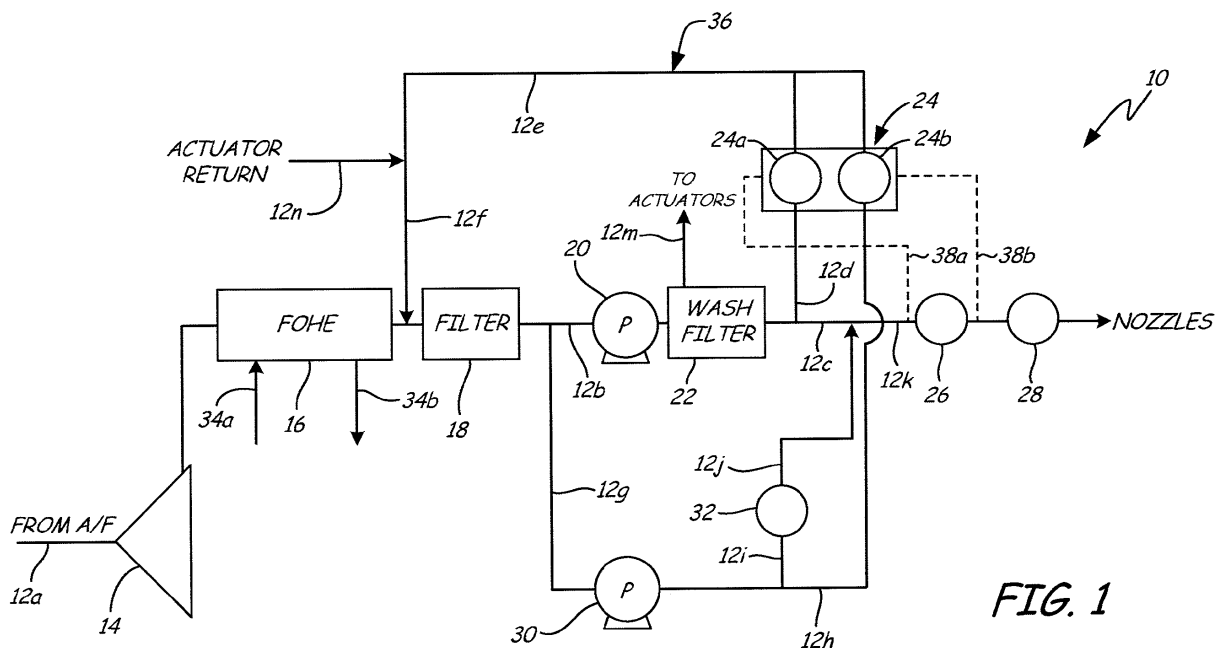 36
10
12e
24
24a
24b
ACTUATOR
RETURN
TO
ACTUATORS
12n
12f
12m
38a
38b
20
12d
FOHE
FILTER
P
WASH
FILTER
NOZZLES
12c
12k
12b
22
26
28
34a
16
34b
18
12j
12g
32
FROM A/F
12i
12a
14
P
30
12h
FIG. 1